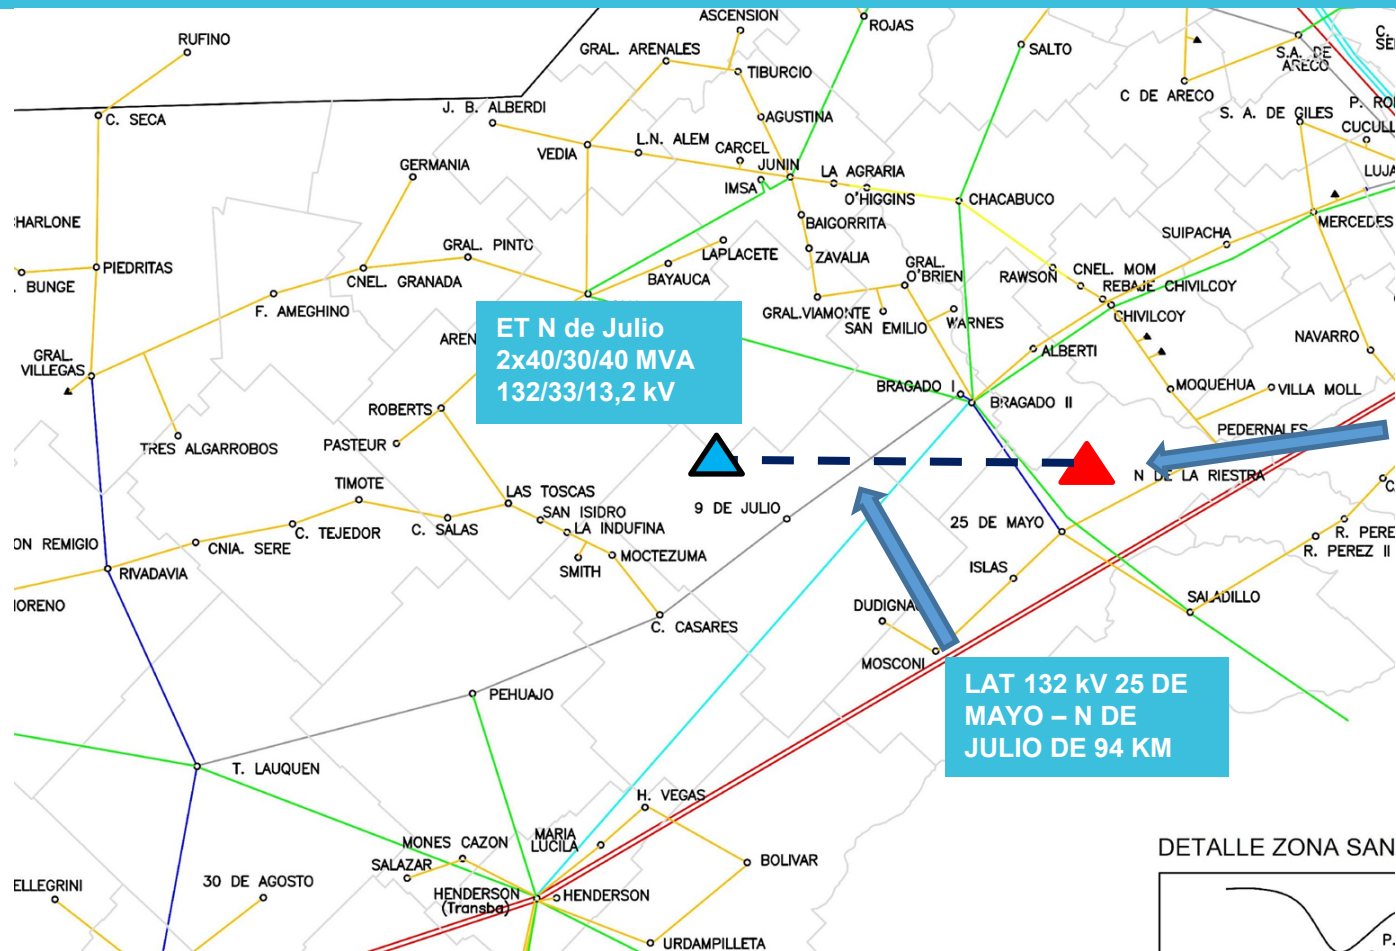 ASCENSION
ROJAS
RUFINO
GRAL. ARENALES
SALTO
S.A. DE
ARECO
TIBURCIO
C DE ARECO
J. B. ALBERDI
C. SECA
AGUSTINA
S. A. DE GILES
VEDIA
L.N. ALEM
CARCEL
JUNIN
GERMANIA
IMSA
LA AGRARIA
O'HIGGINS
CHACABUCO
BAIGORRITA
SUIPACHA
MERCEDES
GRAL. PINTO
LAPLACETE
ZAVALIA
GRAL.
O'BRIEN
PIEDRITAS
BUNGE
CNEL. GRANADA
BAYAUCA
RAWSON
CNEL. MOM
REBAJE CHIVILCOY
F. AMEGHINO
GRAL.VIAMONTE
SAN EMILIO
WARNES
CHIVILCOY
ET N de Julio
2x40/30/40 MVA
132/33/13,2 kV
NAVARRO
GRAL.
VILLEGAS
ALBERTI
BRAGADO I
BRAGADO II
MOQUEHUA
VILLA MOLL
ROBERTS
PASTEUR
PEDERNALES
TRES ALGARROBOS
N DE LA RIESTRA
TIMOTE
LAS TOSCAS
SAN ISIDRO
9 DE JULIO
25 DE MAYO
C. TEJEDOR
C. SALAS
LA INDUFINA
CNIA. SERE
MOCTEZUMA
R. PEREZ II
RIVADAVIA
SMITH
ISLAS
SALADILLO
C. CASARES
MOSCONI
LAT 132 kV 25 DE
MAYO – N DE
JULIO DE 94 KM
PEHUAJO
T. LAUQUEN
H. VEGAS
MARIA
LUCILA
MONES CAZON
SALAZAR
BOLIVAR
DETALLE ZONA SAN
30 DE AGOSTO
HENDERSON
(Transba)
HENDERSON
URDAMPILLETA